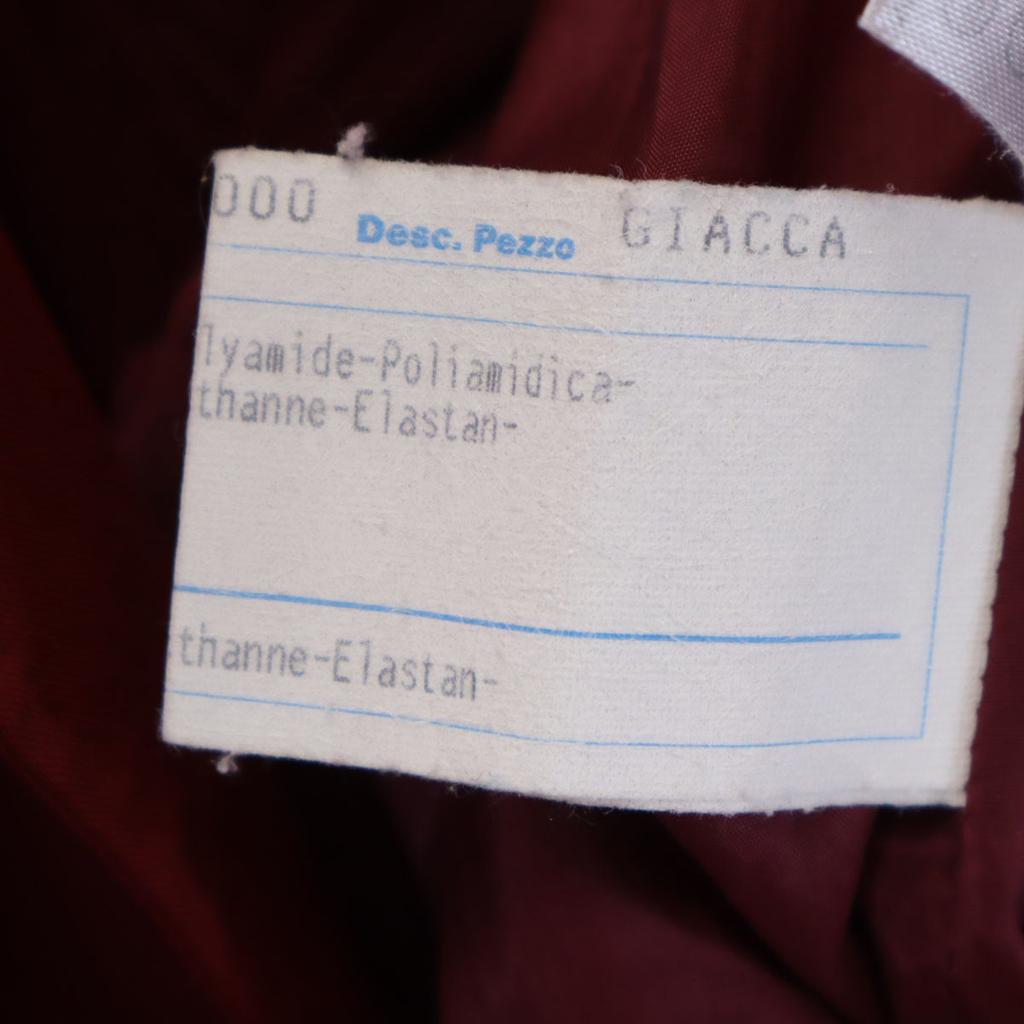 000 Desc. Pezzo GIACCA
lyamide-Poliamidica-
thanne-Elastan-
thanne-Elastan-